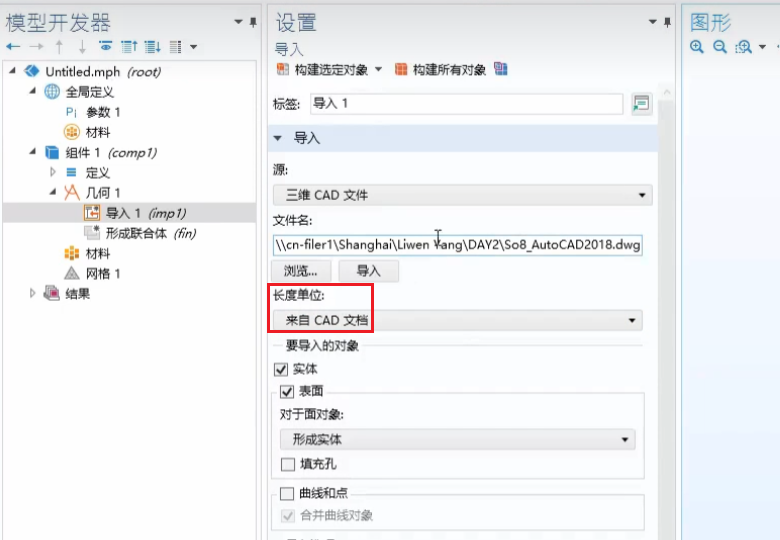 模型开发器
Untitled.mph (root)
全局定义
Pi 参数 1
材料
组件 1 (comp1)
定义
几何 1
导入 1 (imp1)
形成联合体 (fin)
材料
网格 1
结果
设置
导入
构建选定对象
构建所有对象
标签:
导入 1
导入
源:
三维 CAD 文件
文件名:
\\cn-filer1\Shanghai\Liwen Yang\DAY2\So8_AutoCAD2018.dwg
浏览...
导入
长度单位:
来自 CAD 文档
要导入的对象
实体
表面
对于面对象:
形成实体
填充孔
曲线和点
合并曲线对象
图形